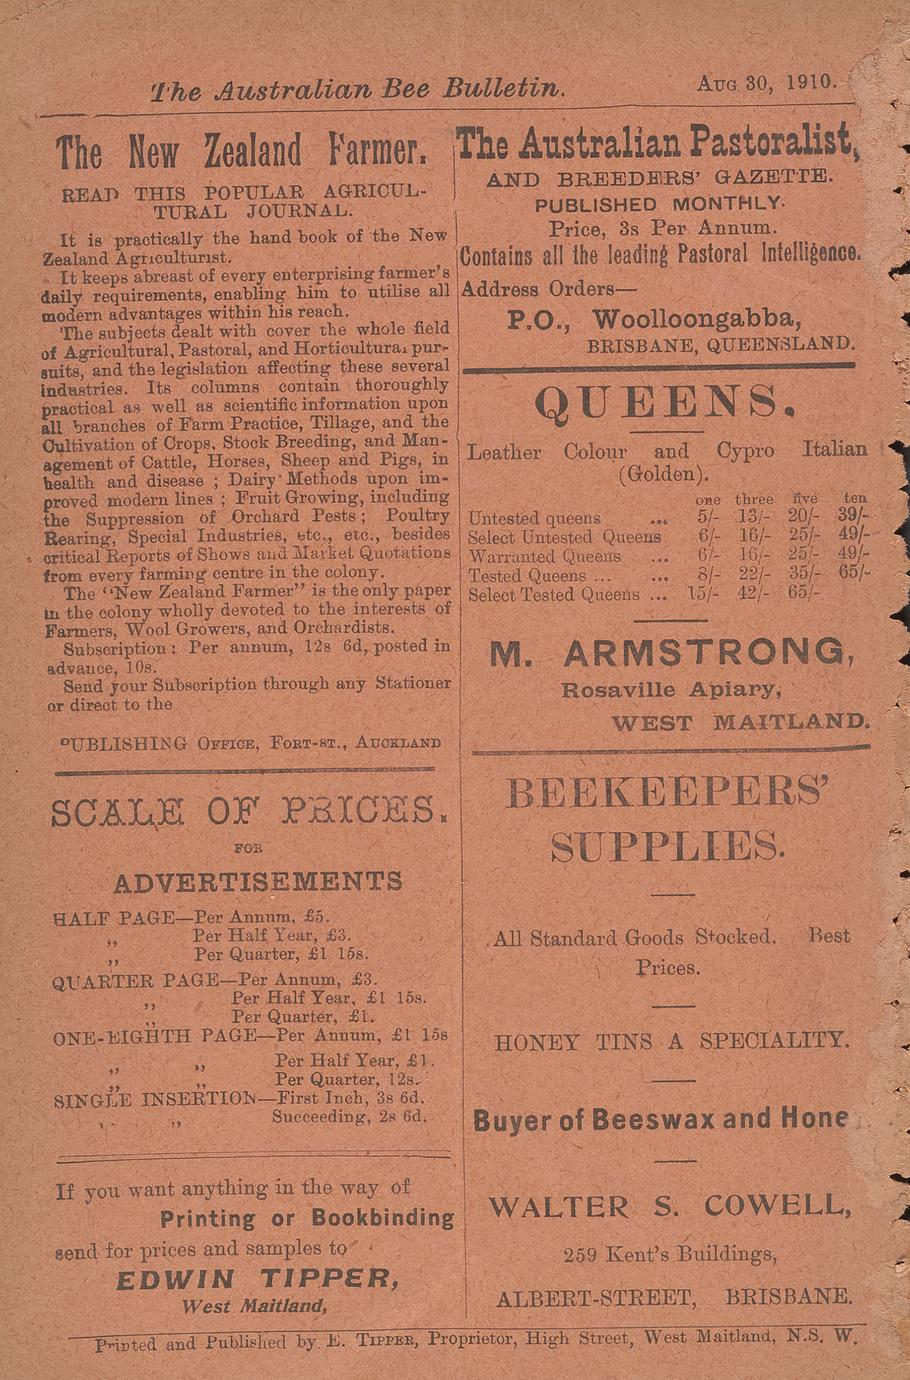 The Australian Bee Bulletin. AUG 30, 1910.
The New Zealand Farmer.
READ THIS POPULAR AGRICUL-
TURAL JOURNAL.
It is practically the hand book of the New
Zealand Agriculturist.
It keeps abreast of every enterprising farmer's
daily requirements, enabling him to utilise all
modern advantages within his reach.
The subjects dealt with cover the whole field
of Agricultural, Pastoral, and Horticultural pur-
suits, and the legislation affecting these several
industries. Its columns contain thoroughly
practical as well as scientific information upon
all branches of Farm Practice, Tillage, and the
Cultivation of Crops, Stock Breeding, and Man-
agement of Cattle, Horses, Sheep and Pigs, in
health and disease ; Dairy Methods upon im-
proved modern lines ; Fruit Growing, including
the Suppression of Orchard Pests ; Poultry
Rearing, Special Industries, etc., etc., besides
critical Reports of Shows and Market Quotations
from every farming centre in the colony.
The "New Zealand Farmer" is the only paper
in the colony wholly devoted to the interests of
Farmers, Wool Growers, and Orchardists.
Subscription : Per annum, 12s 6d, posted in
advance, 10s.
Send your Subscription through any Stationer
or direct to the
PUBLISHING OFFICE, FORT-ST., AUCKLAND
SCALE OF PRICES.
FOR
ADVERTISEMENTS
HALF PAGE—Per Annum, £5.
„ Per Half Year, £3.
„ Per Quarter, £1 15s.
QUARTER PAGE—Per Annum, £3.
„ Per Half Year, £1 15s.
„ Per Quarter, £1.
ONE-EIGHTH PAGE—Per Annum, £1 15s
„ „ Per Half Year, £1.
„ „ Per Quarter, 12s.
SINGLE INSERTION—First Inch, 3s 6d.
„ „ Succeeding, 2s 6d.
If you want anything in the way of
Printing or Bookbinding
send for prices and samples to
EDWIN TIPPER,
West Maitland,
The Australian Pastoralist,
AND BREEDERS' GAZETTE.
PUBLISHED MONTHLY.
Price, 3s Per Annum.
Contains all the leading Pastoral Intelligence.
Address Orders—
P.O., Woolloongabba,
BRISBANE, QUEENSLAND.
QUEENS.
Leather Colour and Cypro Italian
(Golden).
one three five ten
Untested queens ... 5/- 13/- 20/- 39/-
Select Untested Queens 6/- 16/- 25/- 49/-
Warranted Queens ... 6/- 16/- 25/- 49/-
Tested Queens ... ... 8/- 22/- 35/- 65/-
Select Tested Queens ... 15/- 42/- 65/-
M. ARMSTRONG,
Rosaville Apiary,
WEST MAITLAND.
BEEKEEPERS'
SUPPLIES.
All Standard Goods Stocked. Best
Prices.
HONEY TINS A SPECIALITY.
Buyer of Beeswax and Hone
WALTER S. COWELL,
259 Kent's Buildings,
ALBERT-STREET, BRISBANE.
Printed and Published by E. TIPPER, Proprietor, High Street, West Maitland, N.S. W.